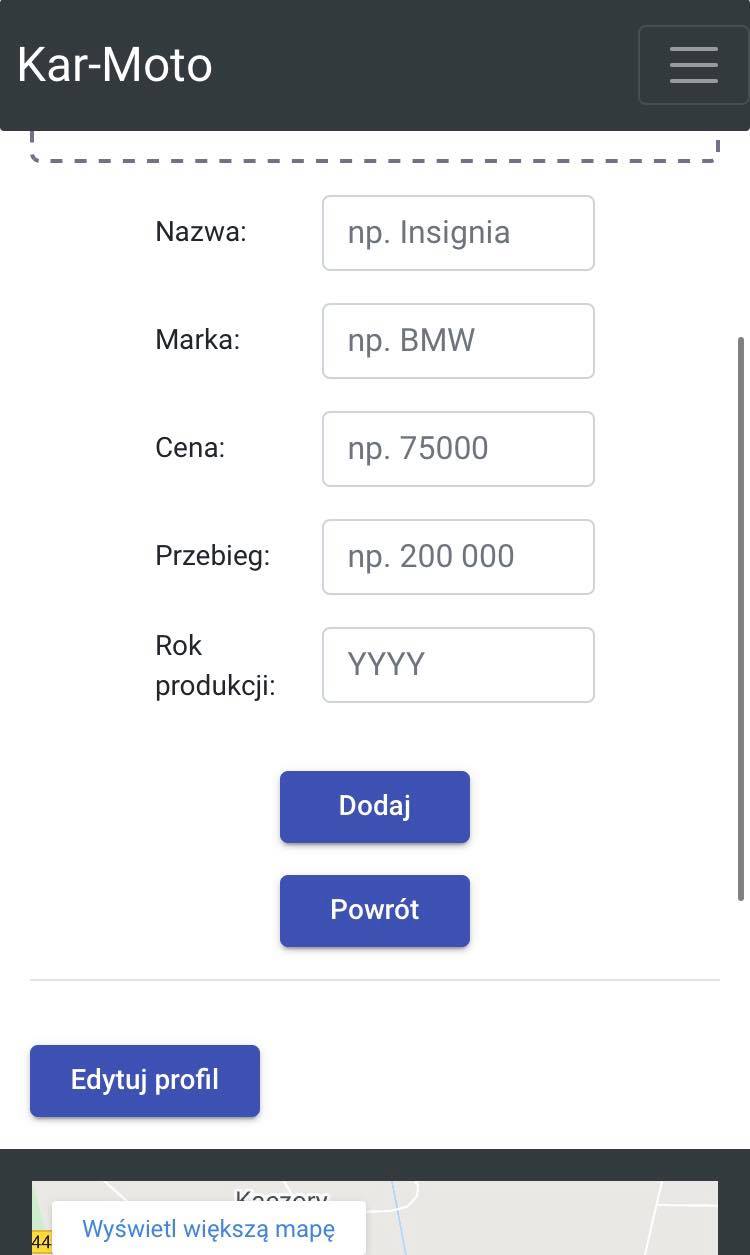 Kar-Moto
Nazwa:
np. Insignia
Marka:
np. BMW
Cena:
np. 75000
Przebieg:
np. 200 000
Rok
produkcji:
YYYY
Dodaj
Powrót
Edytuj profil
Kaczory
Wyświetl większą mapę
44